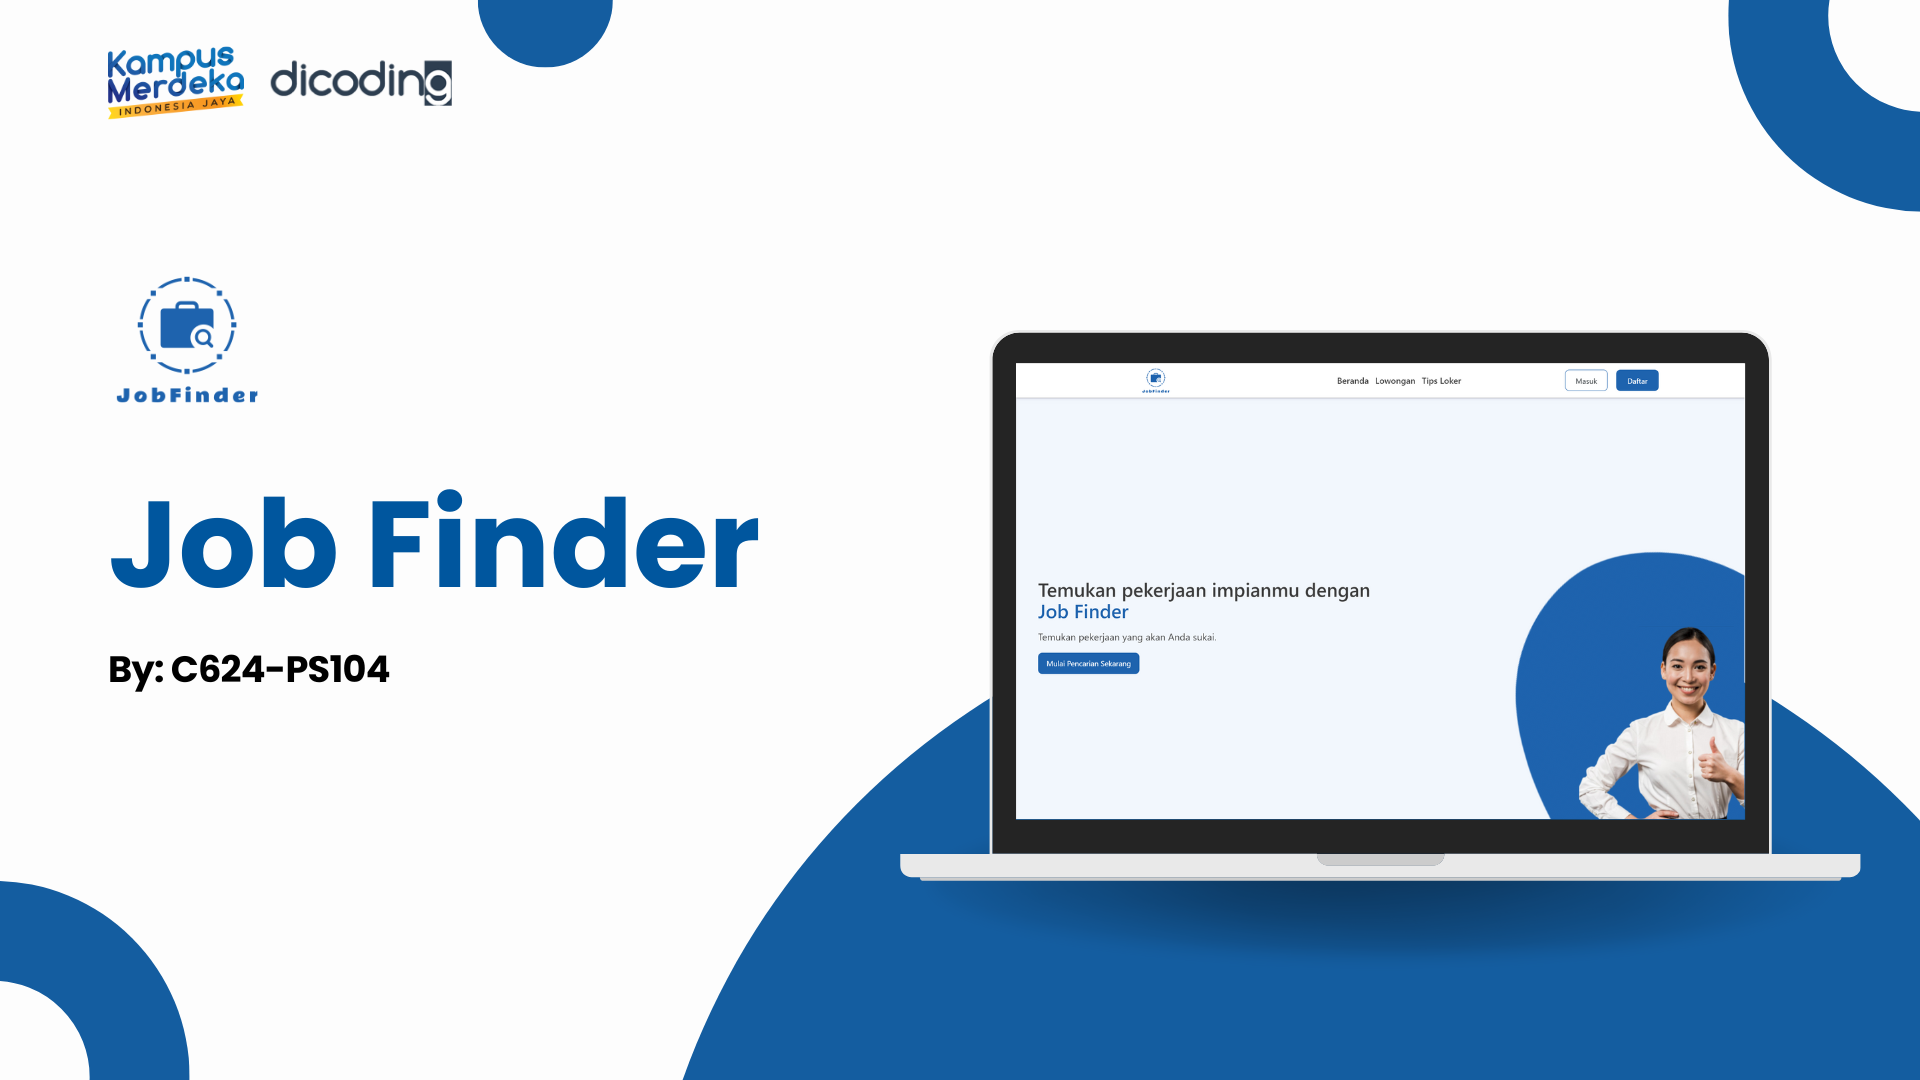 Kampus
Merdeka
INDONESIA JAYA
dicoding
JobFinder
Job Finder
By: C624-PS104
JobFinder
Beranda Lowongan Tips Loker
Masuk
Daftar
Temukan pekerjaan impianmu dengan
Job Finder
Temukan pekerjaan yang akan Anda sukai.
Mulai Pencarian Sekarang